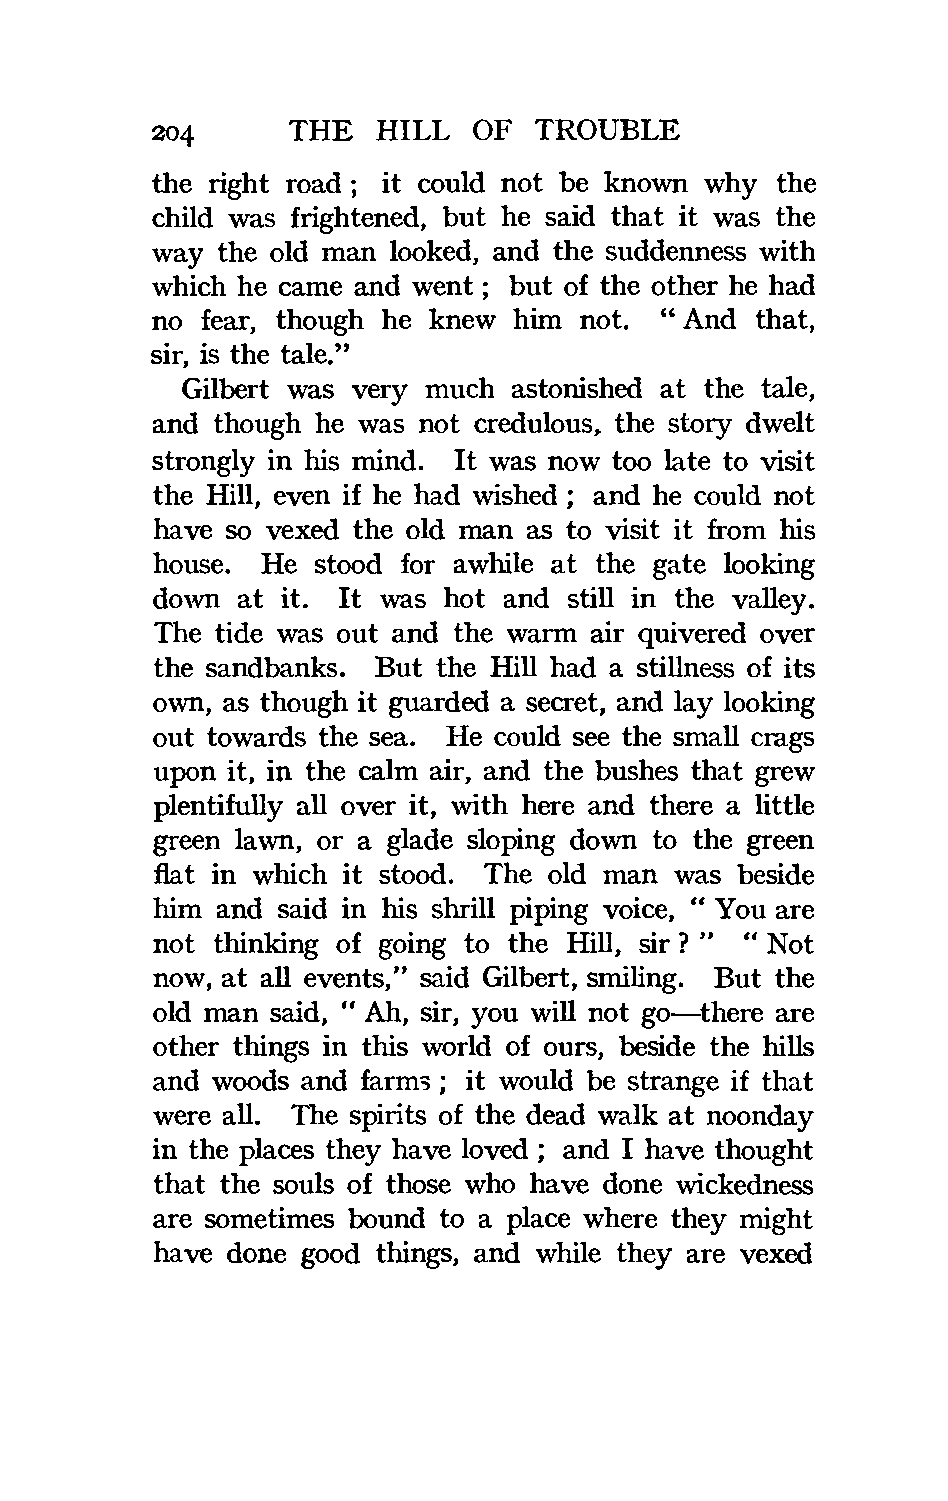 204 THE HILL OF TROUBLE
the right road ; it could not be known why the
child was frightened, but he said that it was the
way the old man looked, and the suddenness with
which he came and went ; but of the other he had
no fear, though he knew him not. “ And that,
sir, is the tale.”
Gilbert was very much astonished at the tale,
and though he was not credulous, the story dwelt
strongly in his mind. It was now too late to visit
the Hill, even if he had wished ; and he could not
have so vexed the old man as to visit it from his
house. He stood for awhile at the gate looking
down at it. It was hot and still in the valley.
The tide was out and the warm air quivered over
the sandbanks. But the Hill had a stillness of its
own, as though it guarded a secret, and lay looking
out towards the sea. He could see the small crags
upon it, in the calm air, and the bushes that grew
plentifully all over it, with here and there a little
green lawn, or a glade sloping down to the green
flat in which it stood. The old man was beside
him and said in his shrill piping voice, “ You are
not thinking of going to the Hill, sir ? ” “ Not
now, at all events,” said Gilbert, smiling. But the
old man said, “ Ah, sir, you will not go—there are
other things in this world of ours, beside the hills
and woods and farms ; it would be strange if that
were all. The spirits of the dead walk at noonday
in the places they have loved ; and I have thought
that the souls of those who have done wickedness
are sometimes bound to a place where they might
have done good things, and while they are vexed